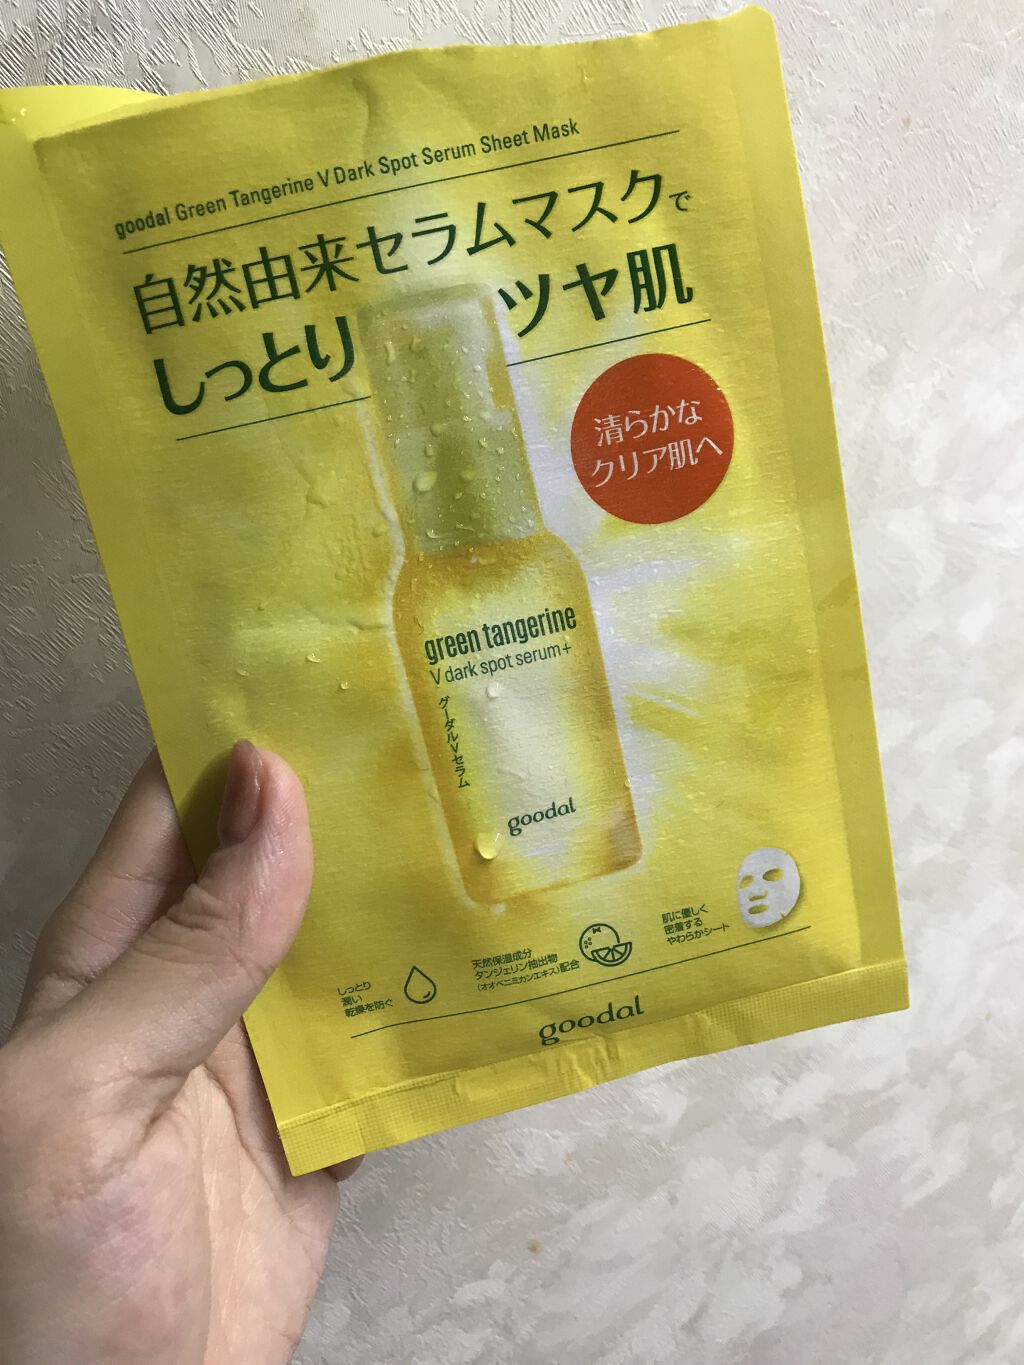 goodal Green Tangerine V Dark Spot Serum Sheet Mask
自然由来セラムマスクで
しっとり ツヤ肌
清らかな
クリア肌へ
green tangerine
V dark spot serum+
グーダルVセラム
goodal
しっとり
潤い
乾燥を防ぐ
天然保湿成分
タンジェリン抽出物
(オオベニミカンエキス)配合
肌に優しく
密着する
やわらかシート
goodal